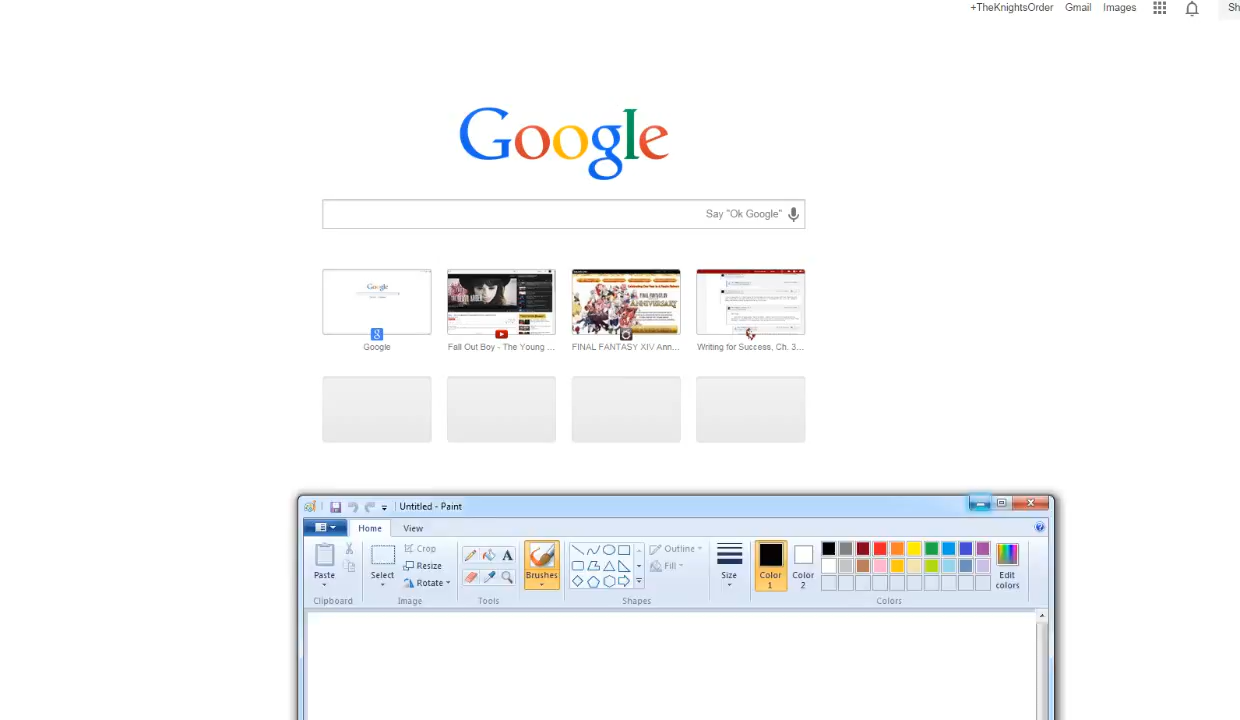 +TheKnightsOrder Gmail Images Sh
Google
Say "Ok Google"
Google
Google Fall Out Boy - The Young ... FINAL FANTASY XIV Ann... Writing for Success, Ch. 3...
Untitled - Paint
Home View
Paste Select Crop Resize Rotate A Brushes Outline Fill Size Color 1 Color 2 Edit colors
Clipboard Image Tools Shapes Colors